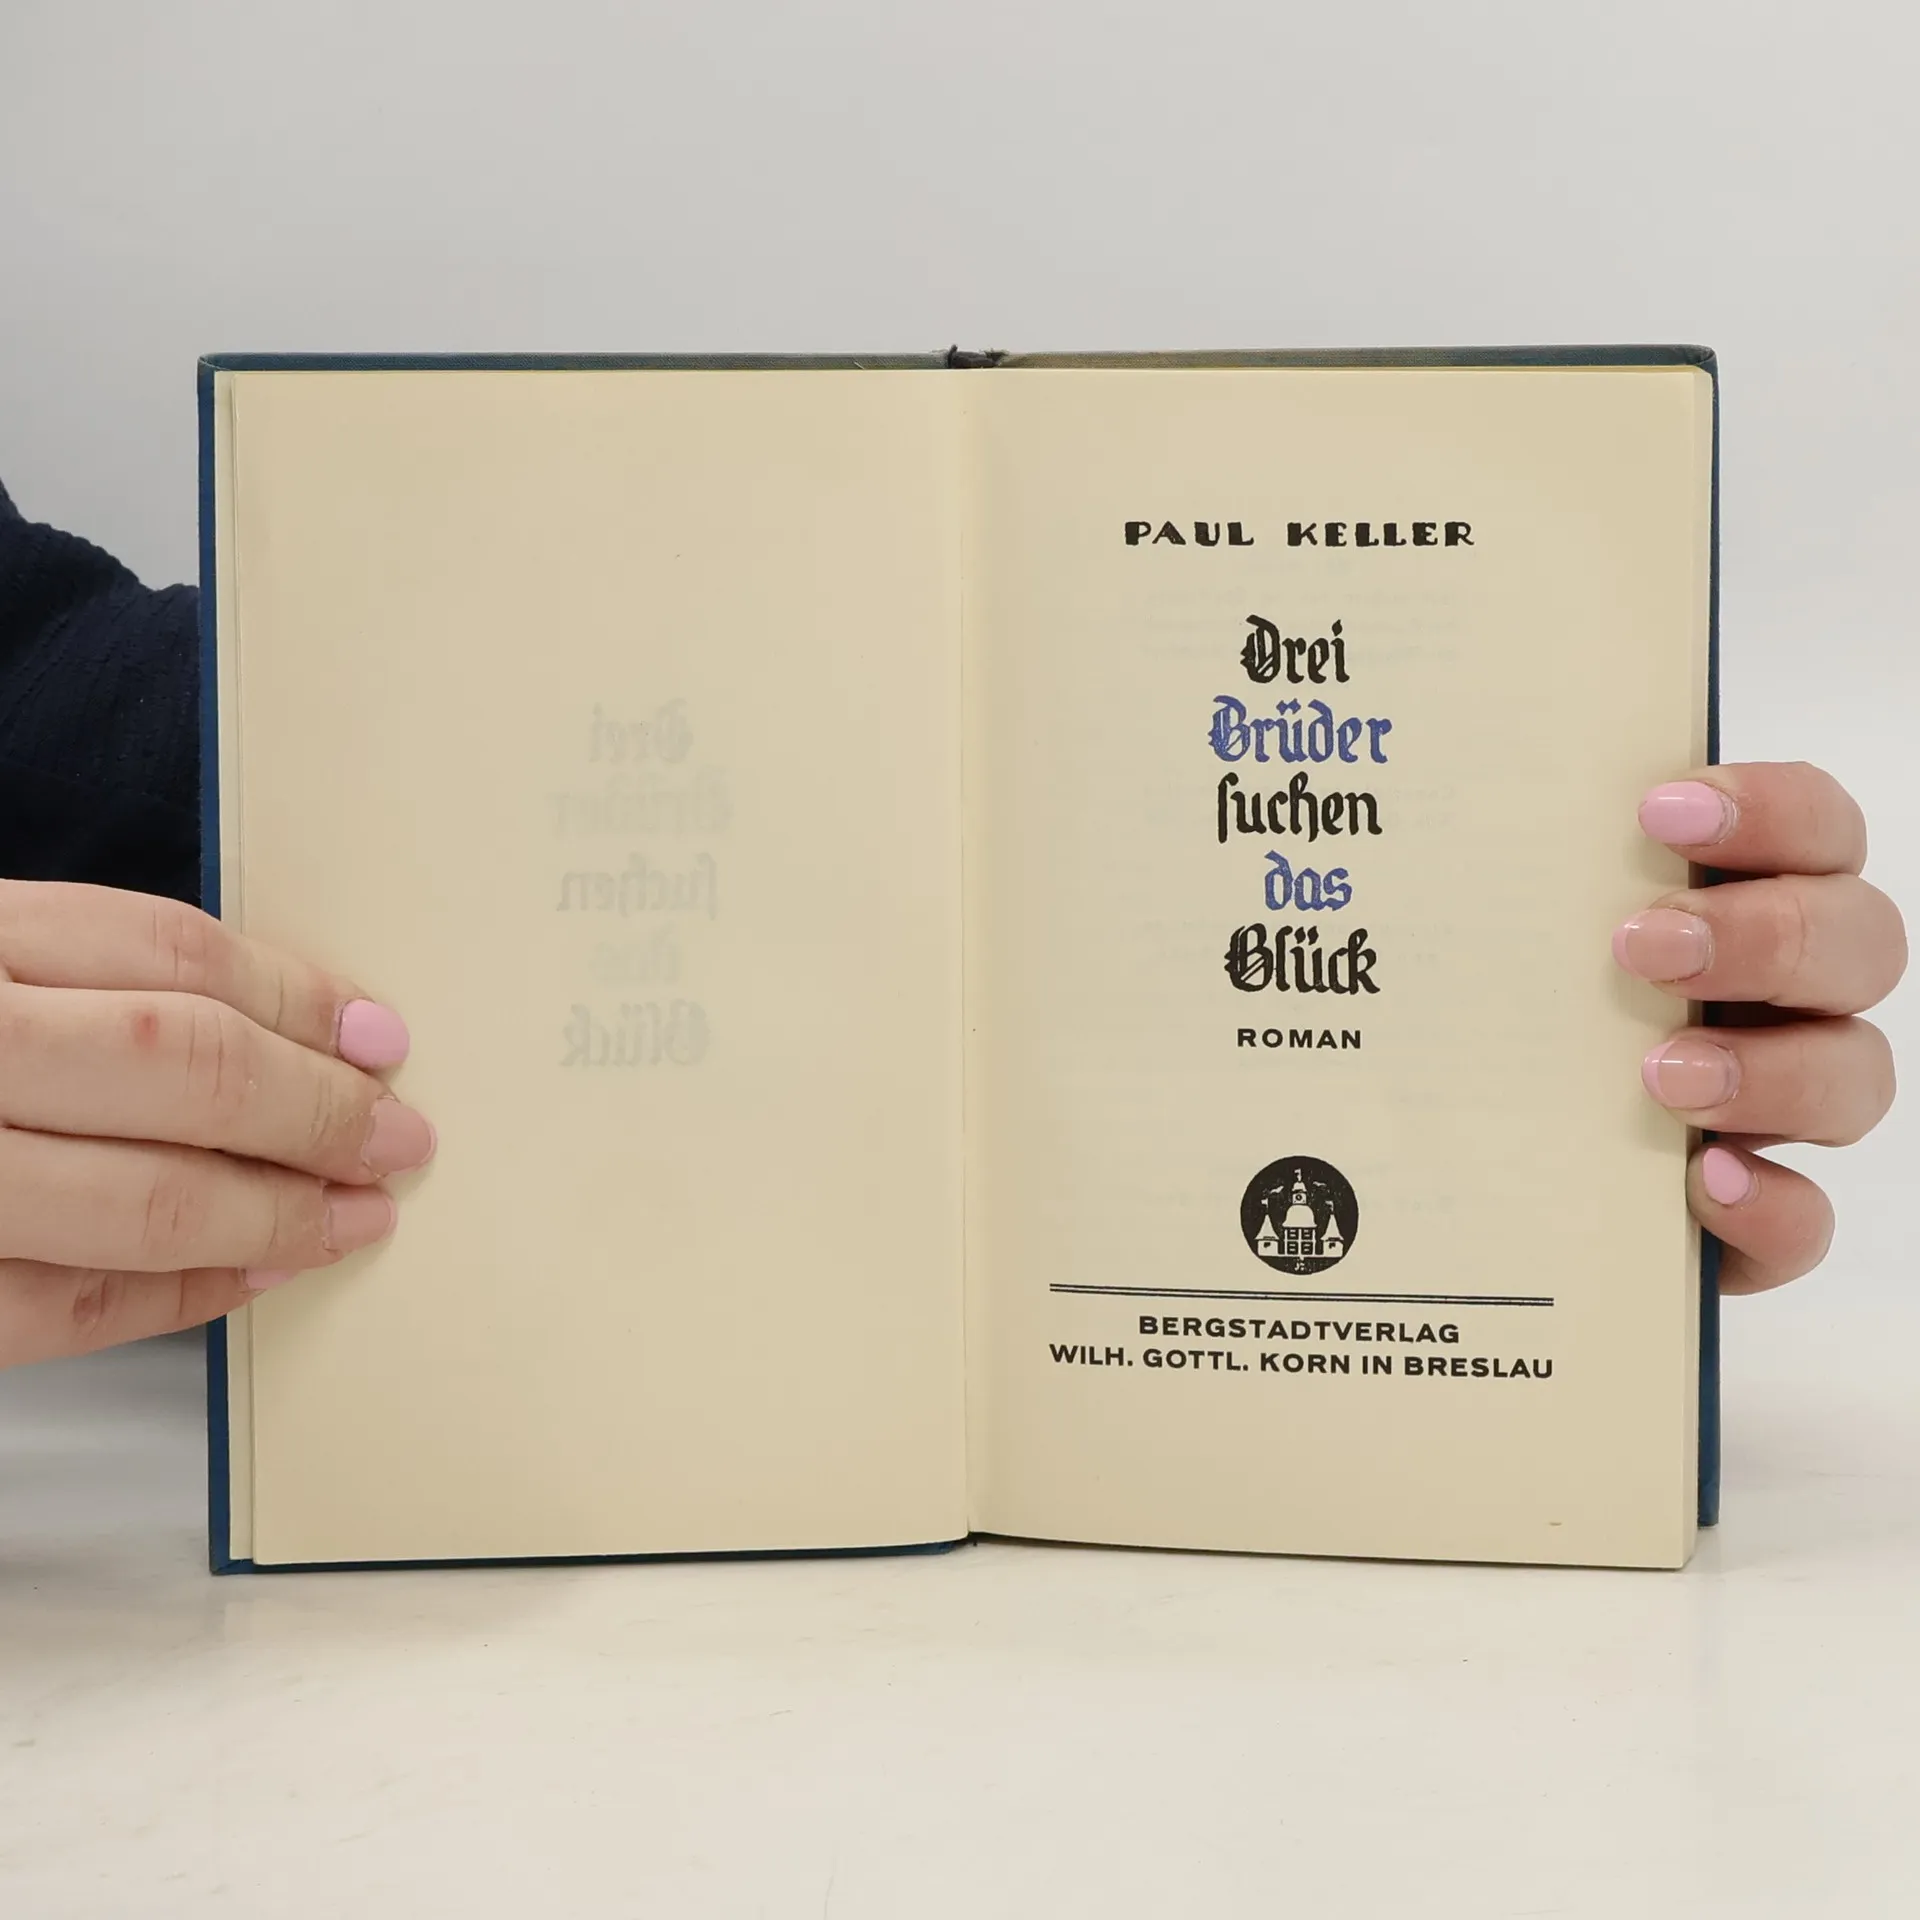 PAUL KELLER
Drei
Brüder
ſuchen
das
Glück
ROMAN
BERGSTADTVERLAG
WILH. GOTTL. KORN IN BRESLAU